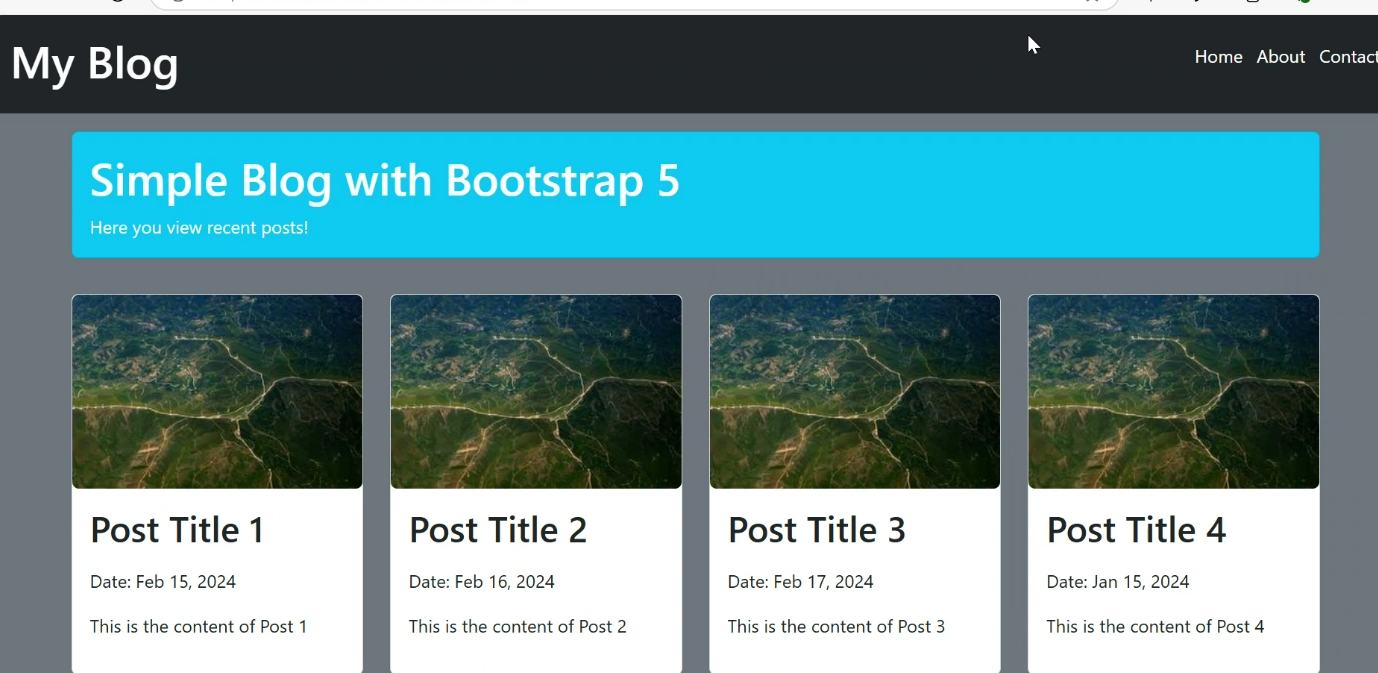 My Blog
Home About Contact
Simple Blog with Bootstrap 5
Here you view recent posts!
Post Title 1
Date: Feb 15, 2024
This is the content of Post 1
Post Title 2
Date: Feb 16, 2024
This is the content of Post 2
Post Title 3
Date: Feb 17, 2024
This is the content of Post 3
Post Title 4
Date: Jan 15, 2024
This is the content of Post 4